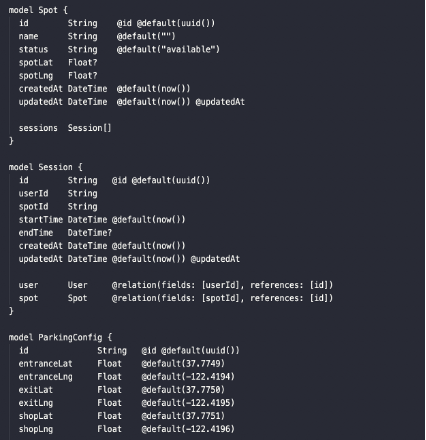 model Spot {
id String @id @default(uuid())
name String @default("")
status String @default("available")
spotLat Float?
spotLng Float?
createdAt DateTime @default(now())
updatedAt DateTime @default(now()) @updatedAt
sessions Session[]
}
model Session {
id String @id @default(uuid())
userId String
spotId String
startTime DateTime @default(now())
endTime DateTime?
createdAt DateTime @default(now())
updatedAt DateTime @default(now()) @updatedAt
user User @relation(fields: [userId], references: [id])
spot Spot @relation(fields: [spotId], references: [id])
}
model ParkingConfig {
id String @id @default(uuid())
entranceLat Float @default(37.7749)
entranceLng Float @default(-122.4194)
exitLat Float @default(37.7750)
exitLng Float @default(-122.4195)
shopLat Float @default(37.7751)
shopLng Float @default(-122.4196)